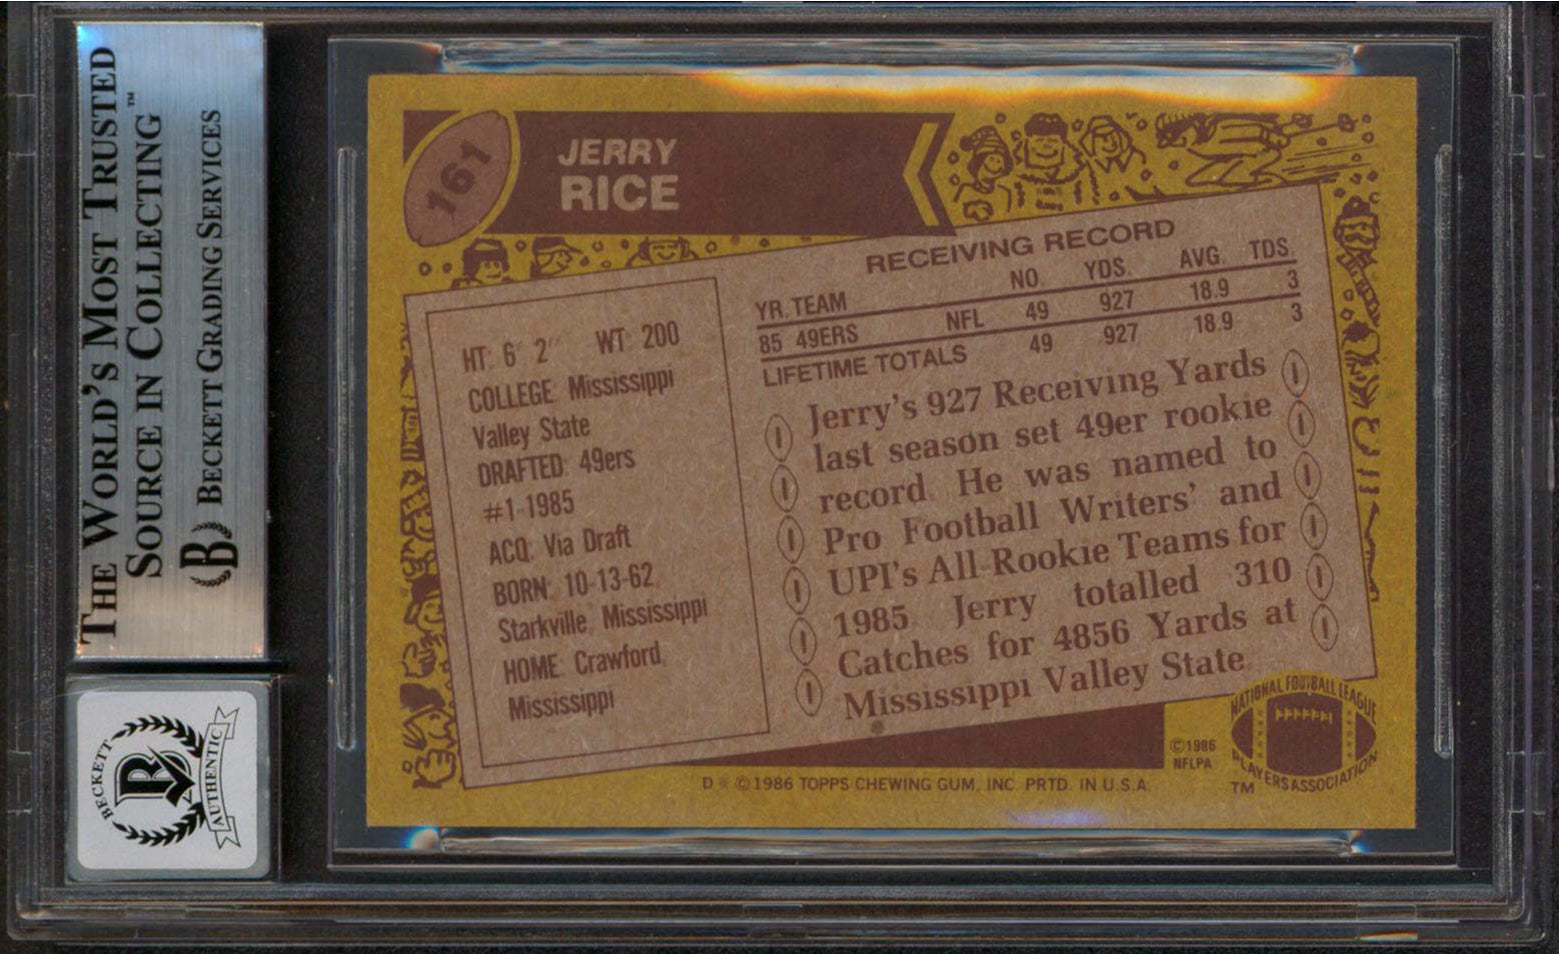 THE WORLD'S MOST TRUSTED
SOURCE IN COLLECTING™
BECKETT GRADING SERVICES
B
BECKETT
B
AUTHENTIC
161
JERRY
RICE
RECEIVING RECORD
YR. TEAM NO. YDS. AVG. TDS.
85 49ERS NFL 49 927 18.9 3
LIFETIME TOTALS 49 927 18.9 3
HT: 6' 2" WT: 200
COLLEGE: Mississippi
Valley State
DRAFTED: 49ers
#1-1985
ACQ: Via Draft
BORN: 10-13-62,
Starkville, Mississippi
HOME: Crawford,
Mississippi
Jerry's 927 Receiving Yards
last season set 49er rookie
record. He was named to
Pro Football Writers' and
UPI's All-Rookie Teams for
1985. Jerry totalled 310
Catches for 4856 Yards at
Mississippi Valley State.
©1986
NFLPA
NATIONAL FOOTBALL LEAGUE
PLAYERS ASSOCIATION
TM
D * © 1986 TOPPS CHEWING GUM, INC. PRTD. IN U.S.A.